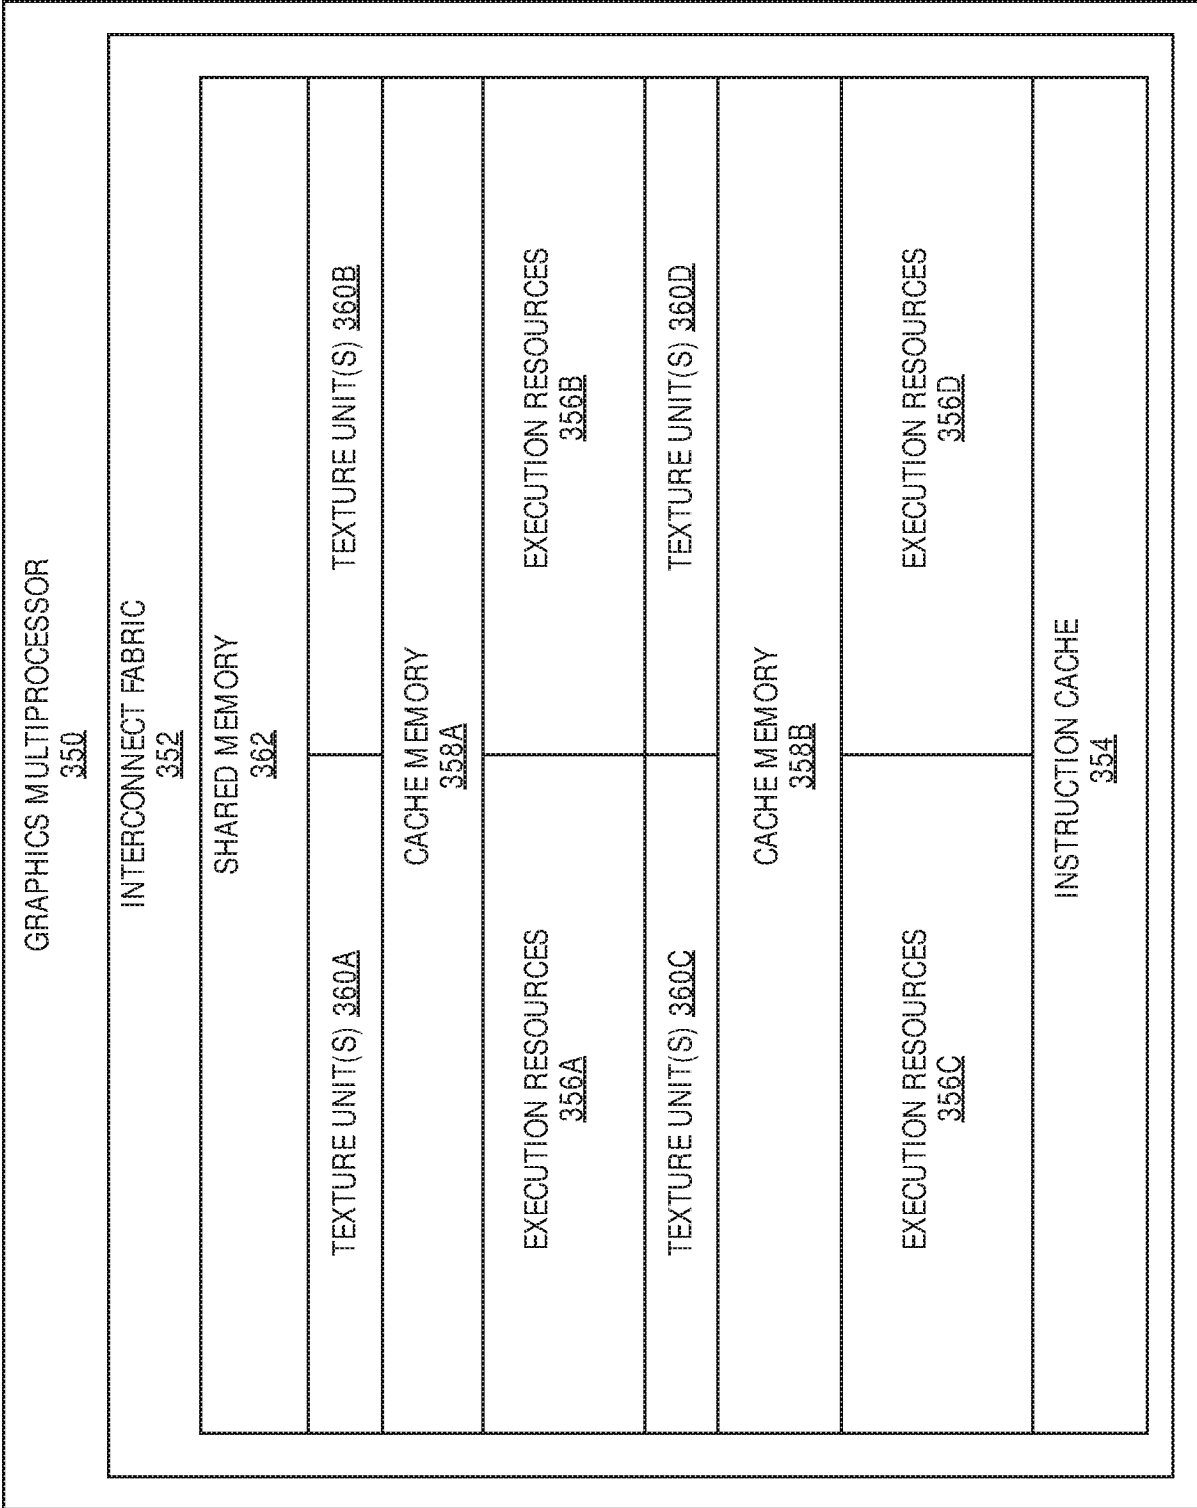 GRAPHICS MULTIPROCESSOR
350
INTERCONNECT FABRIC
352
SHARED MEMORY
362
TEXTURE UNIT(S) 360A
TEXTURE UNIT(S) 360B
CACHE MEMORY
358A
EXECUTION RESOURCES
356A
EXECUTION RESOURCES
356B
TEXTURE UNIT(S) 360C
TEXTURE UNIT(S) 360D
CACHE MEMORY
358B
EXECUTION RESOURCES
356C
EXECUTION RESOURCES
356D
INSTRUCTION CACHE
354